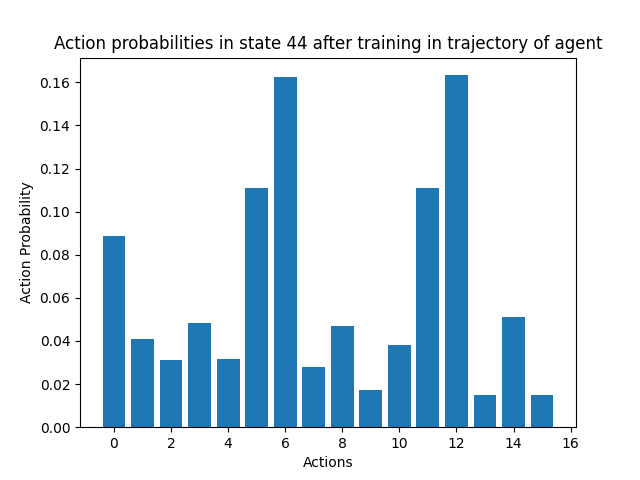 Action probabilities in state 44 after training in trajectory of agent
0.16
0.14
0.12
0.10
0.08
0.06
0.04
0.02
0.00
Action Probability
0 2 4 6 8 10 12 14 16
Actions